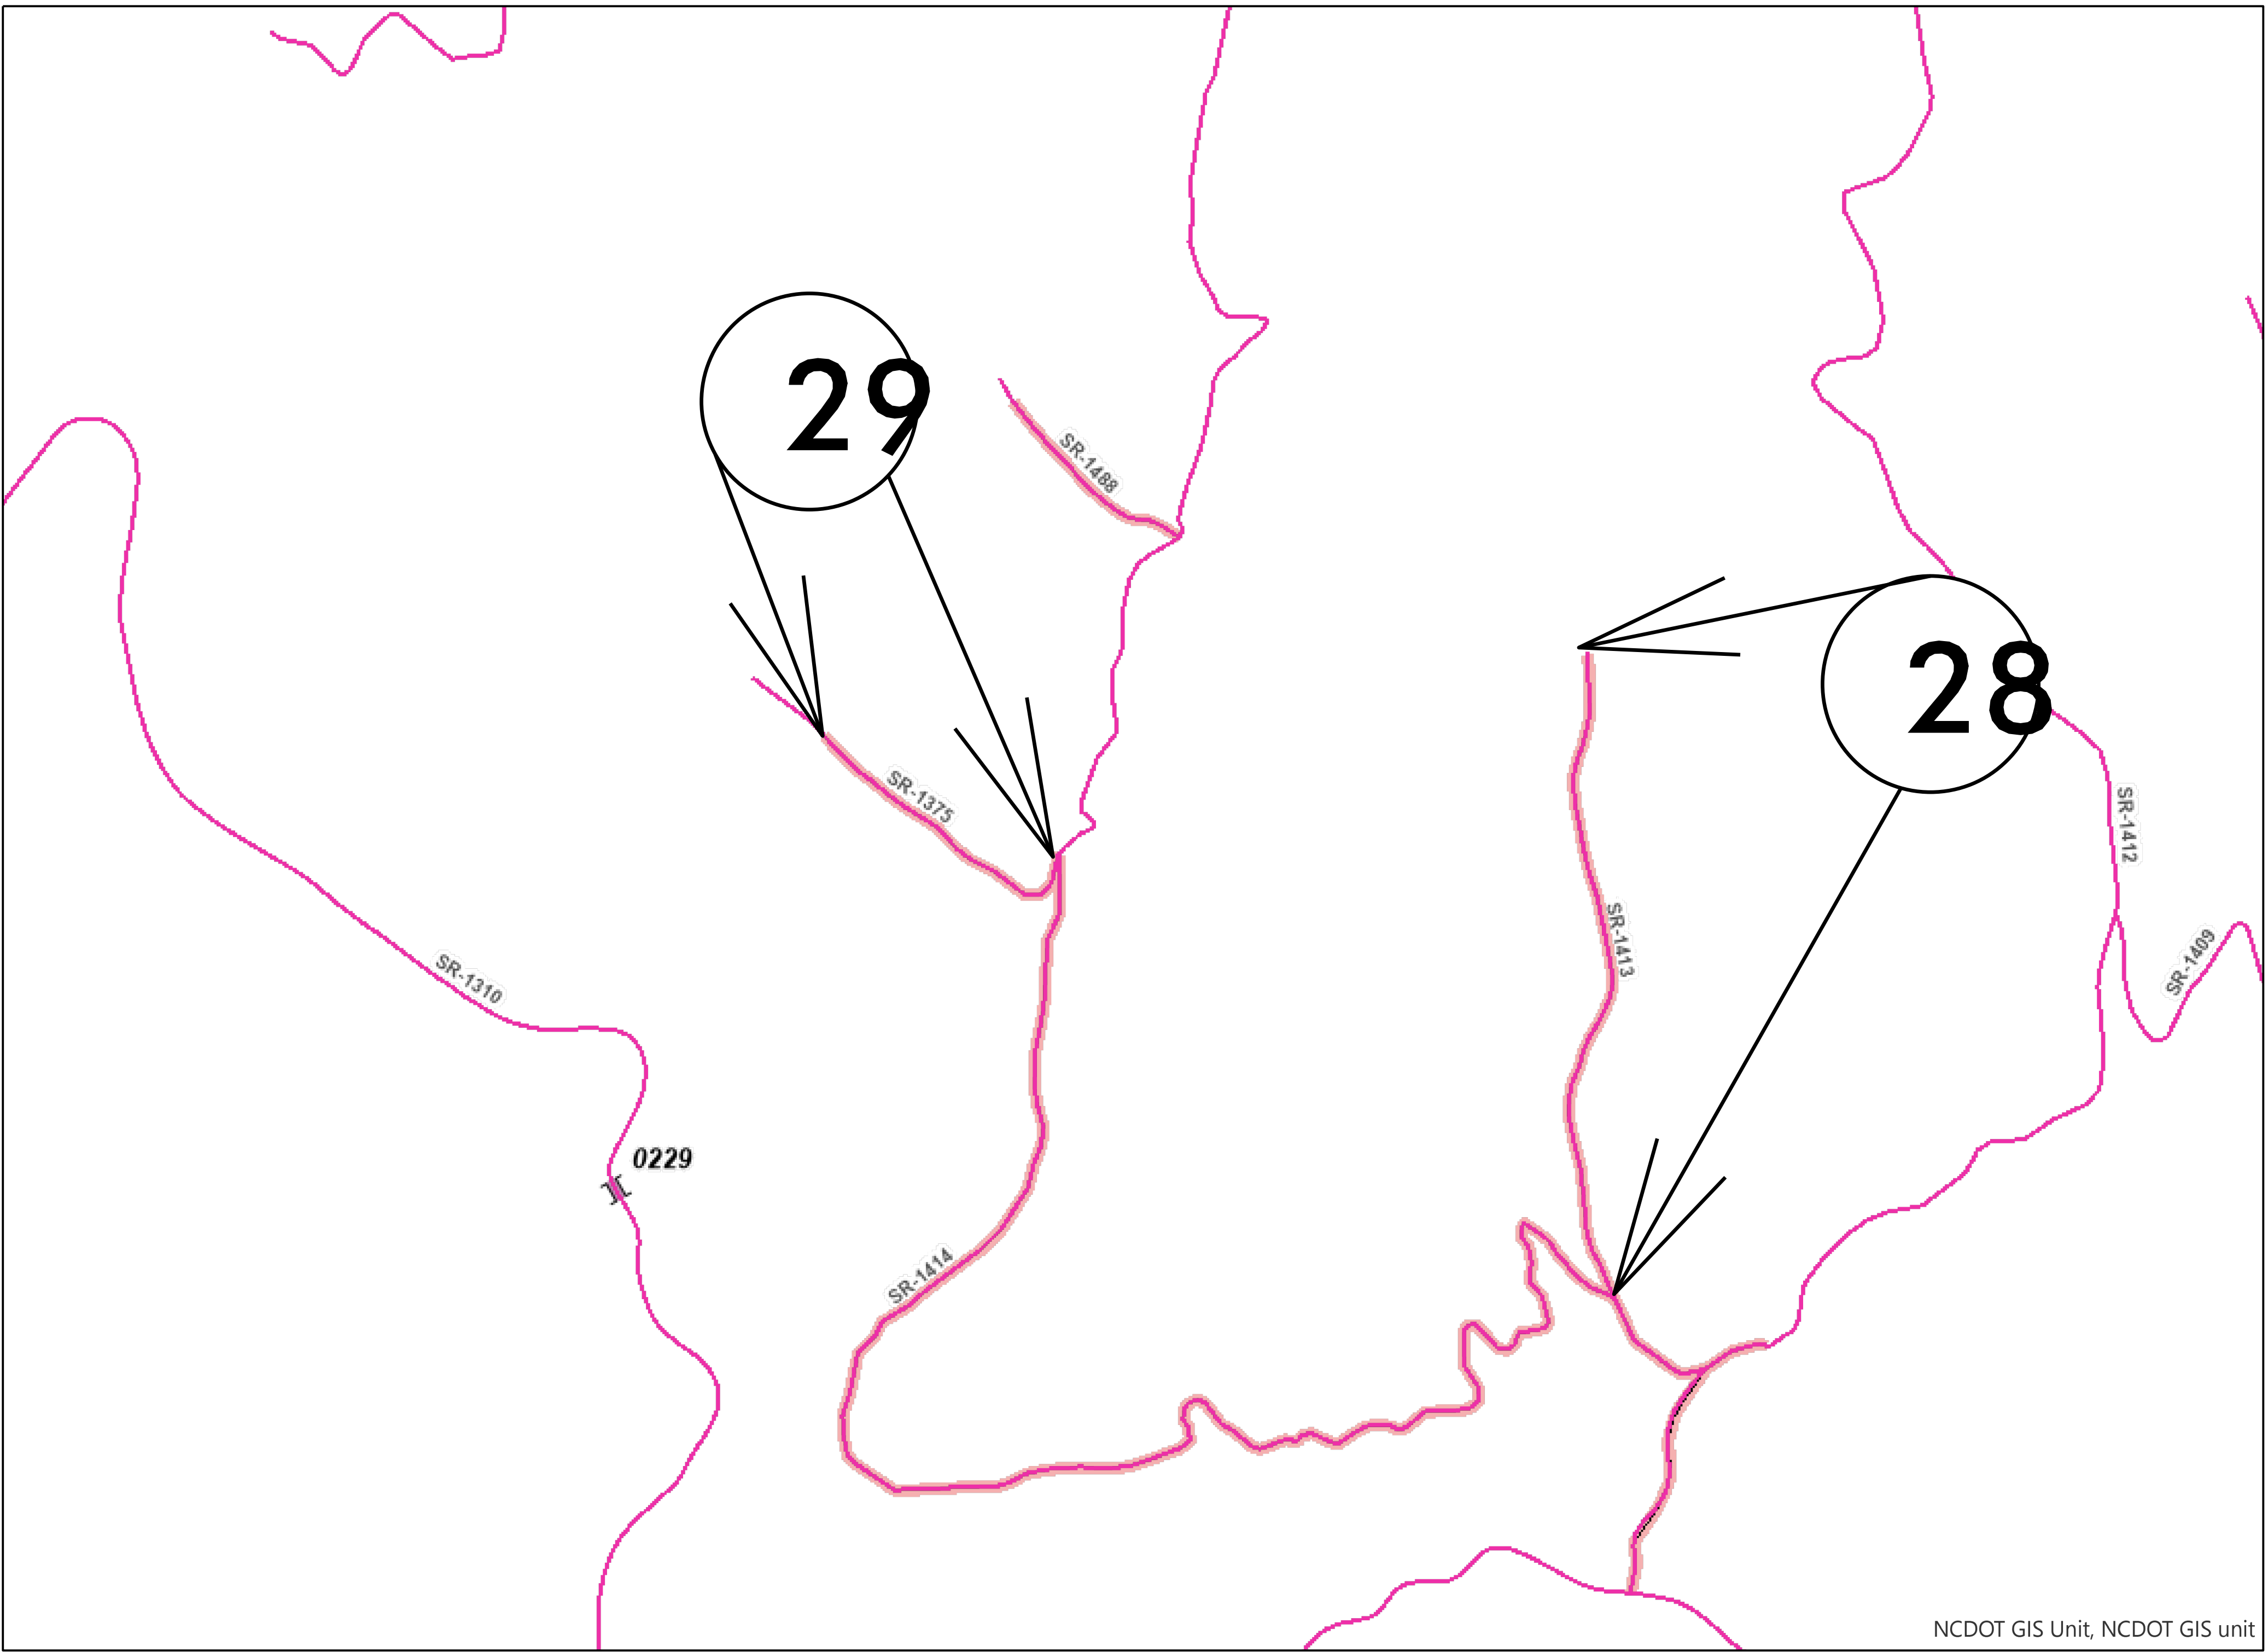 29
SR-1488
28
SR-1375
SR-1412
SR-1413
SR-1409
SR-1310
0229
SR-1414
NCDOT GIS Unit, NCDOT GIS unit